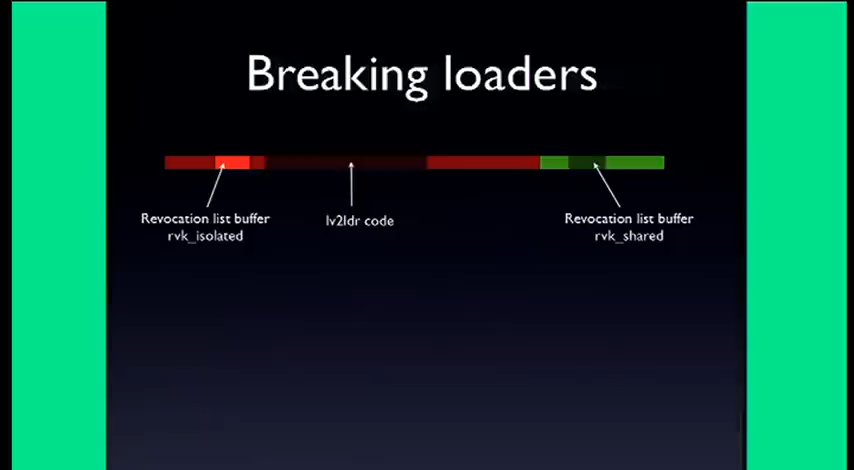 Breaking loaders
Revocation list buffer
rvk_isolated
lv2ldr code
Revocation list buffer
rvk_shared